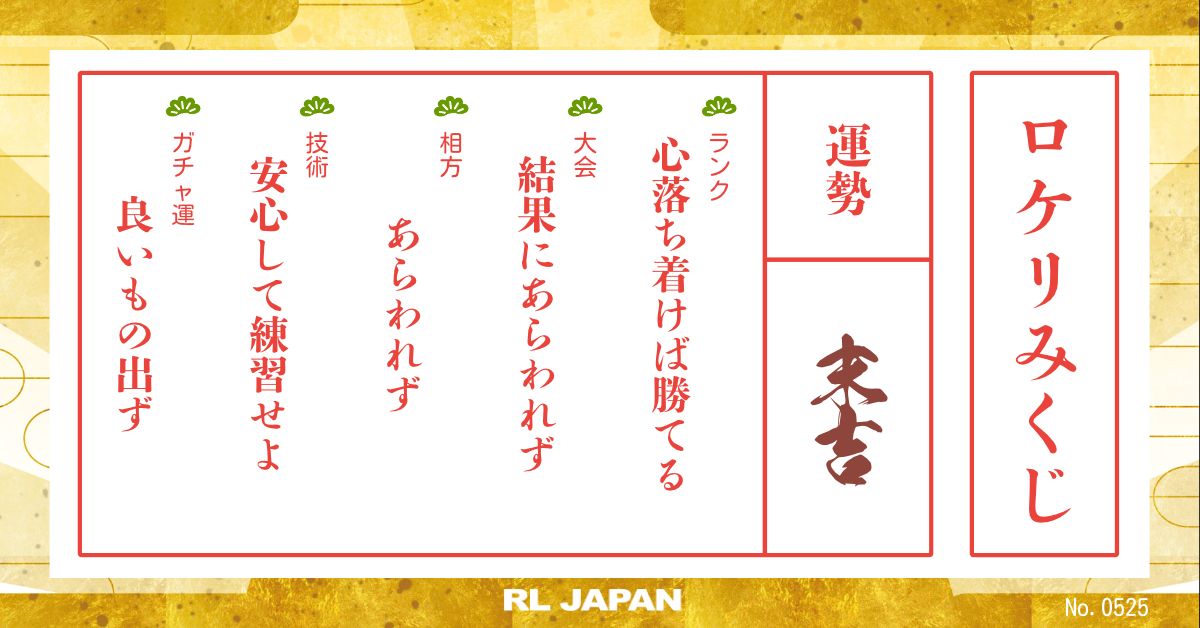 ロケリみくじ
運勢
末吉
ランク
心落ち着けば勝てる
大会
結果にあらわれず
相方
あらわれず
技術
安心して練習せよ
ガチャ運
良いもの出ず
RL JAPAN
No. 0525